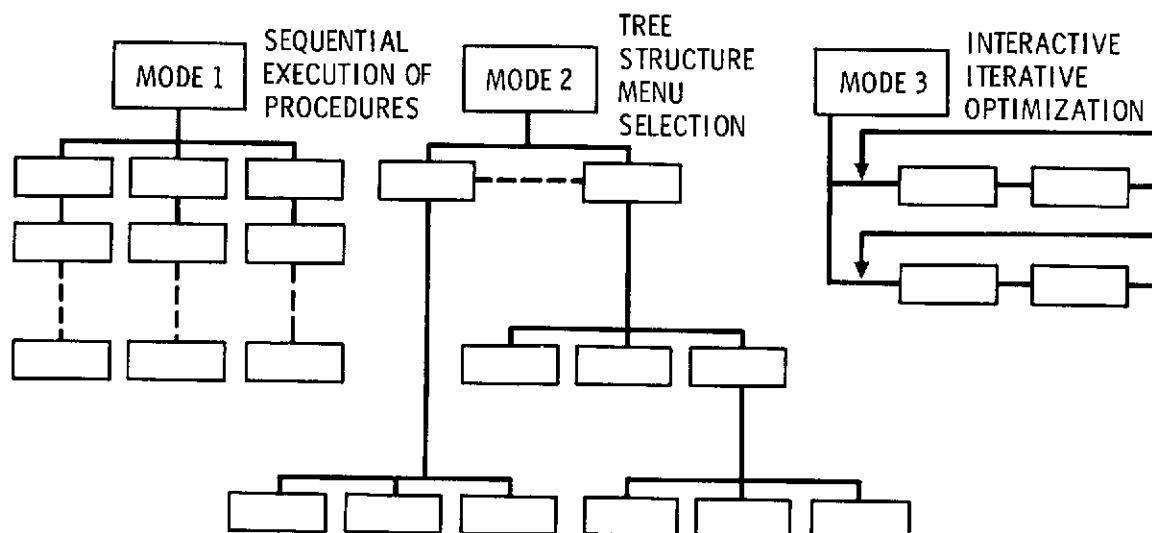 MODE 1
SEQUENTIAL
EXECUTION OF
PROCEDURES
MODE 2
TREE
STRUCTURE
MENU
SELECTION
MODE 3
INTERACTIVE
ITERATIVE
OPTIMIZATION